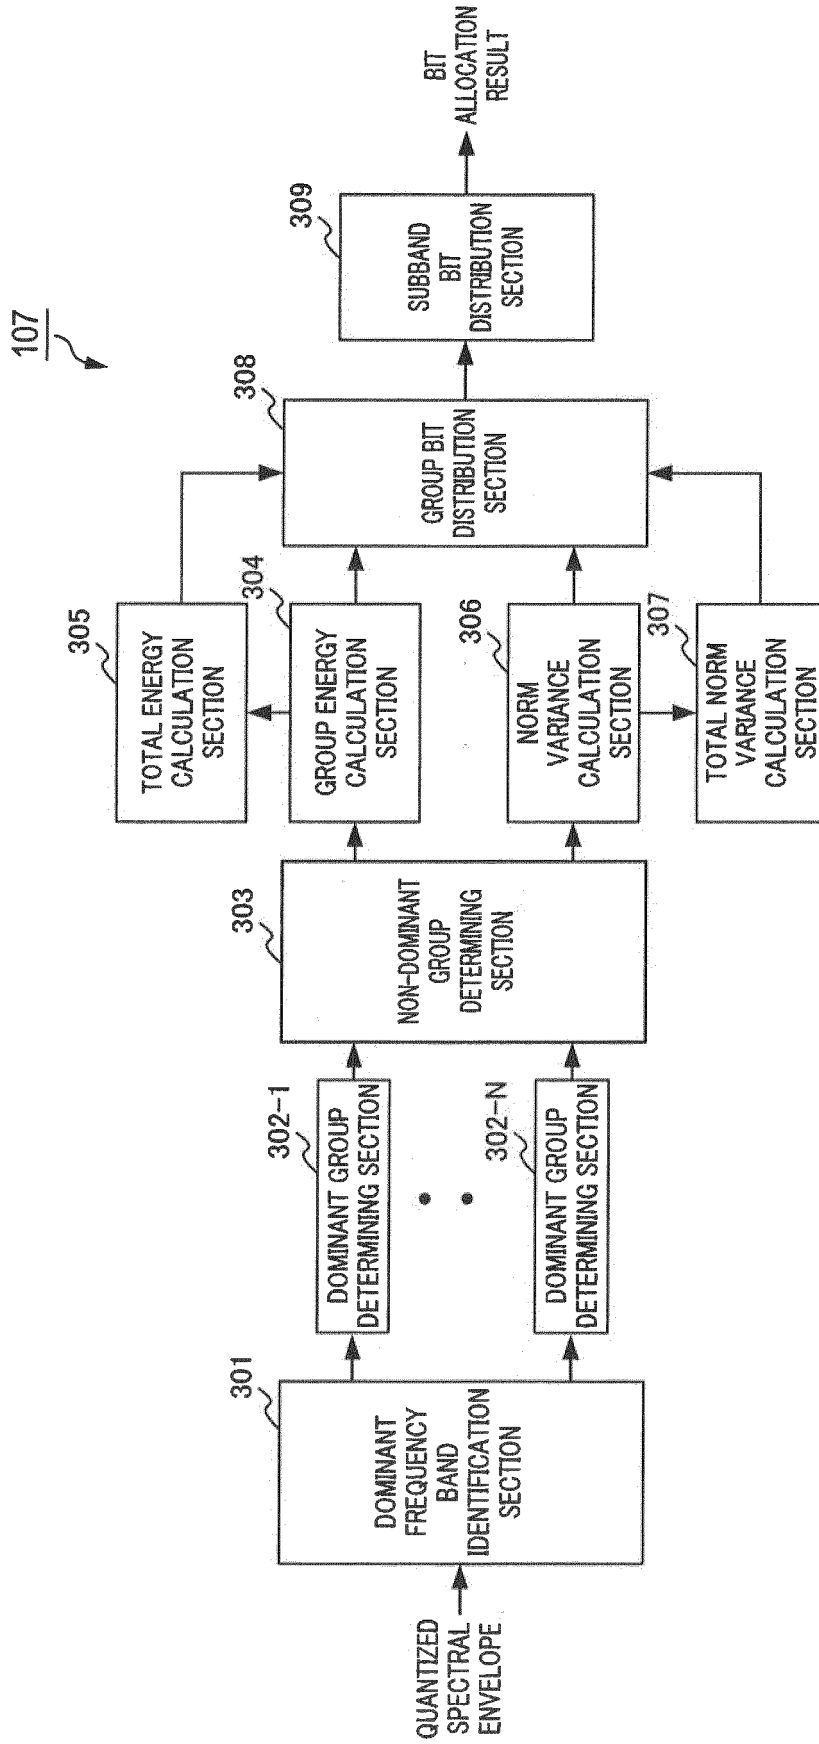 107
QUANTIZED
SPECTRAL
ENVELOPE
301
DOMINANT
FREQUENCY
BAND
IDENTIFICATION
SECTION
302-1
DOMINANT GROUP
DETERMINING SECTION
302-N
DOMINANT GROUP
DETERMINING SECTION
303
NON-DOMINANT
GROUP
DETERMINING
SECTION
305
TOTAL ENERGY
CALCULATION
SECTION
304
GROUP ENERGY
CALCULATION
SECTION
306
NORM
VARIANCE
CALCULATION
SECTION
307
TOTAL NORM
VARIANCE
CALCULATION
SECTION
308
GROUP BIT
DISTRIBUTION
SECTION
309
SUBBAND
BIT
DISTRIBUTION
SECTION
BIT
ALLOCATION
RESULT